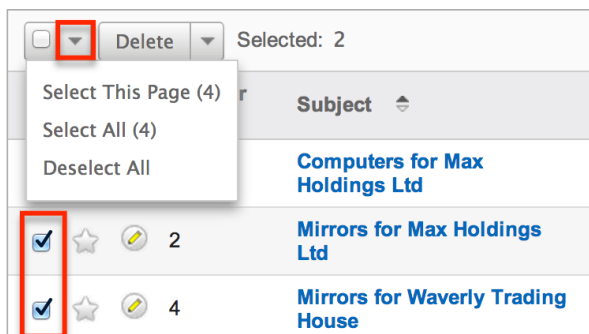 Delete Selected: 2
Select This Page (4)
Select All (4)
Deselect All
r
Subject
Computers for Max
Holdings Ltd
2
Mirrors for Max Holdings
Ltd
4
Mirrors for Waverly Trading
House